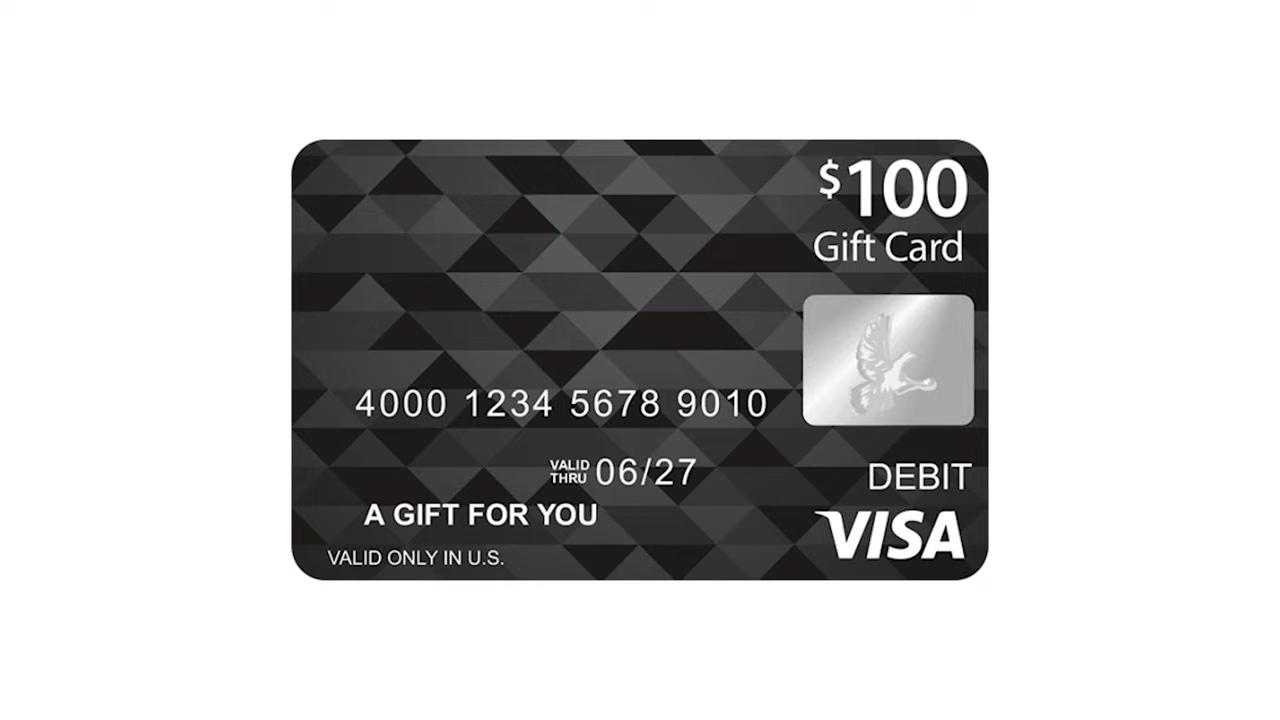 $100
Gift Card
4000 1234 5678 9010
VALID THRU 06/27
DEBIT
A GIFT FOR YOU
VISA
VALID ONLY IN U.S.